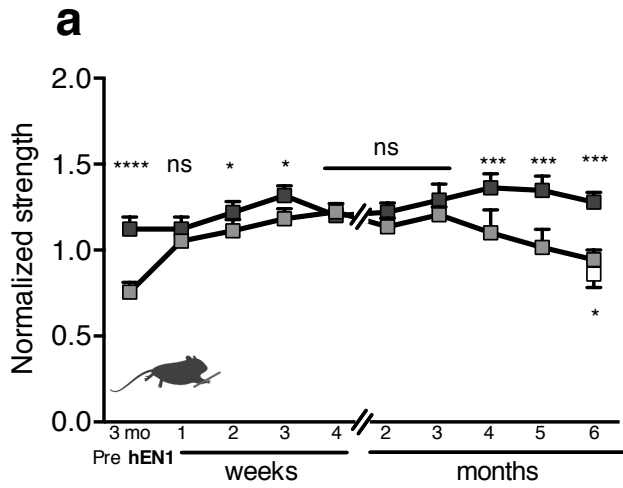 a
Normalized strength
2.0
1.5
1.0
0.5
0.0
**** ns * * ns *** *** ***
*
3 mo 1 2 3 4 2 3 4 5 6
Pre hEN1
weeks months